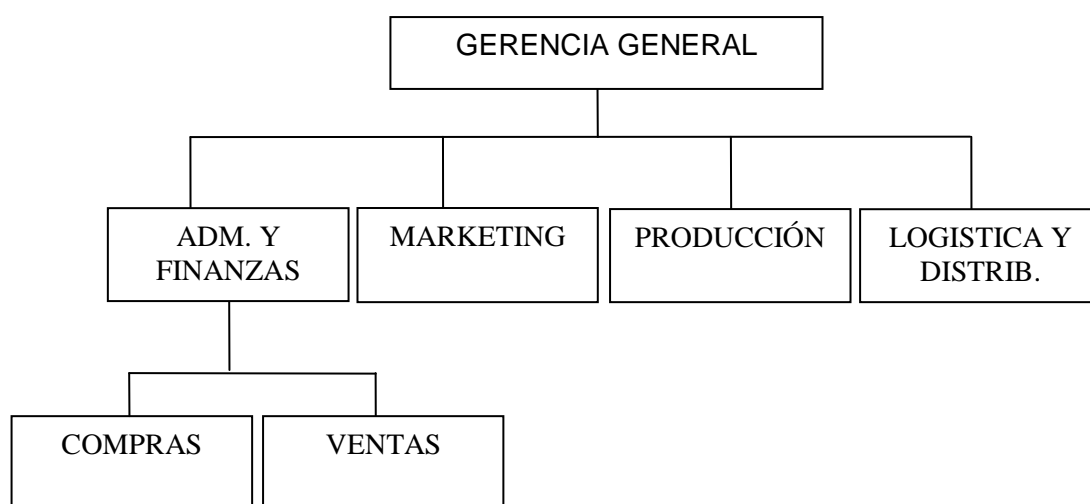 GERENCIA GENERAL
ADM. Y
FINANZAS
MARKETING
PRODUCCIÓN
LOGISTICA Y
DISTRIB.
COMPRAS
VENTAS